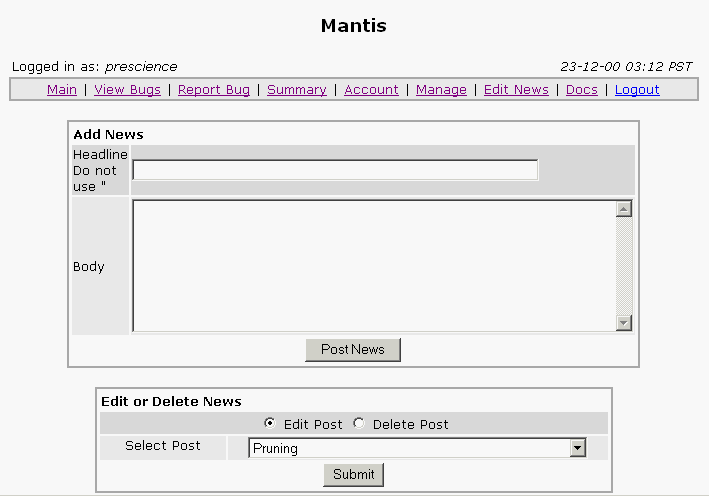 Mantis
Logged in as: prescience 23-12-00 03:12 PST
Main | View Bugs | Report Bug | Summary | Account | Manage | Edit News | Docs | Logout
Add News
Headline
Do not
use "
Body
Post News
Edit or Delete News
Edit Post Delete Post
Select Post Pruning
Submit